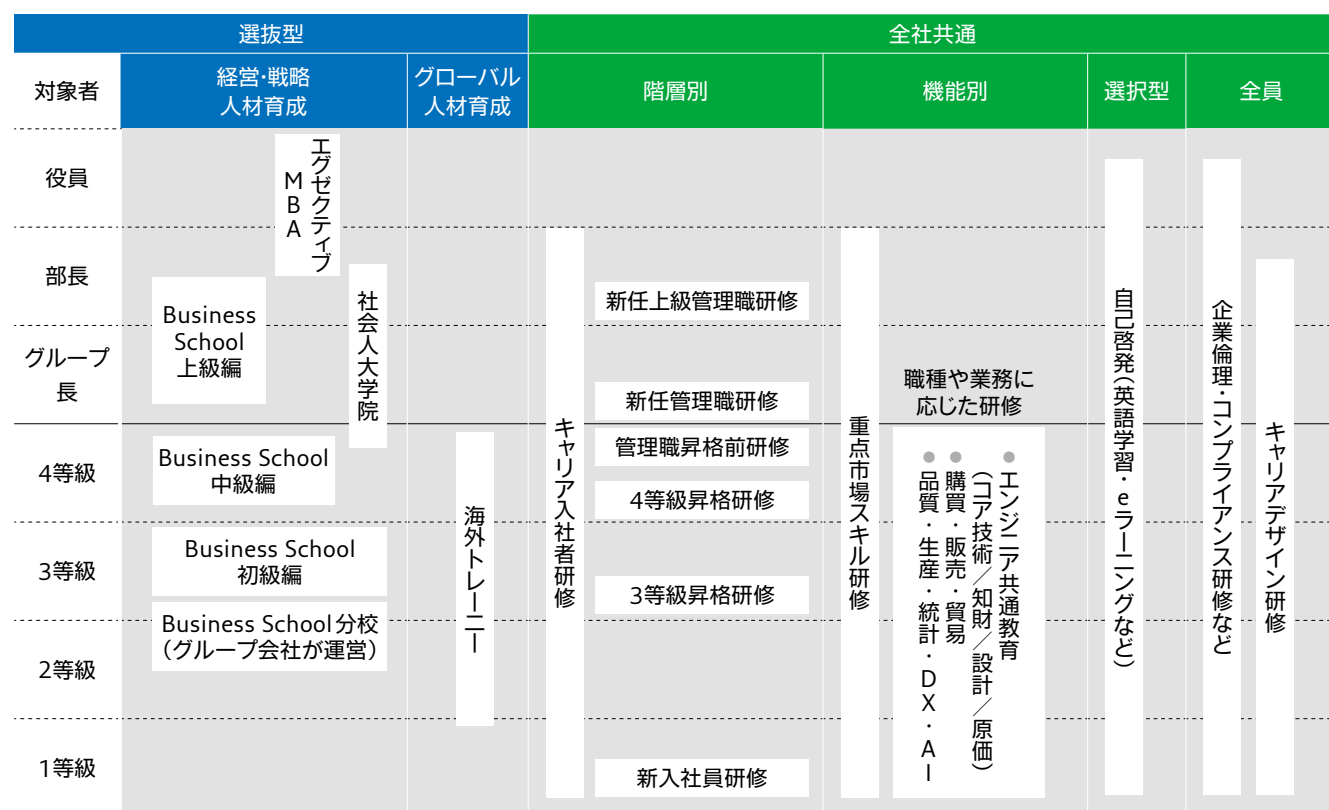 選抜型
全社共通
対象者
経営・戦略
人材育成
グローバル
人材育成
階層別
機能別
選択型
全員
役員
部長
グループ
長
4等級
3等級
2等級
1等級
エグゼクティブ
MBA
社会人大学院
Business
School
上級編
Business School
中級編
Business School
初級編
Business School分校
（グループ会社が運営）
海外トレーニー
キャリア入社者研修
新任上級管理職研修
新任管理職研修
管理職昇格前研修
4等級昇格研修
3等級昇格研修
新入社員研修
重点市場スキル研修
職種や業務に
応じた研修
● エンジニア共通教育
（コア技術／知財／設計／原価）
● 購買・販売・貿易
● 品質・生産・統計・DX・AI
自己啓発（英語学習・eラーニングなど）
企業倫理・コンプライアンス研修など
キャリアデザイン研修